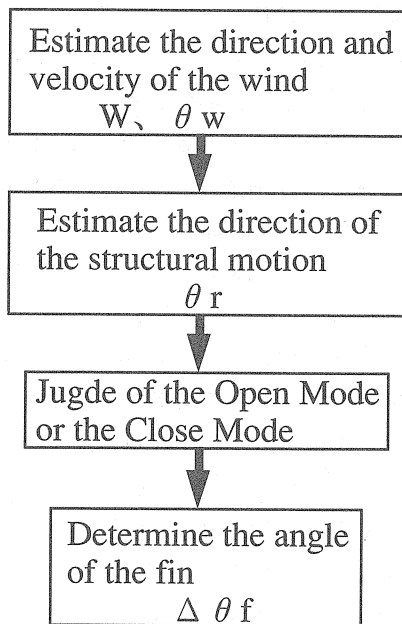 Estimate the direction and
velocity of the wind
W、 θ w
Estimate the direction of
the structural motion
θ r
Jugde of the Open Mode
or the Close Mode
Determine the angle
of the fin
Δ θ f